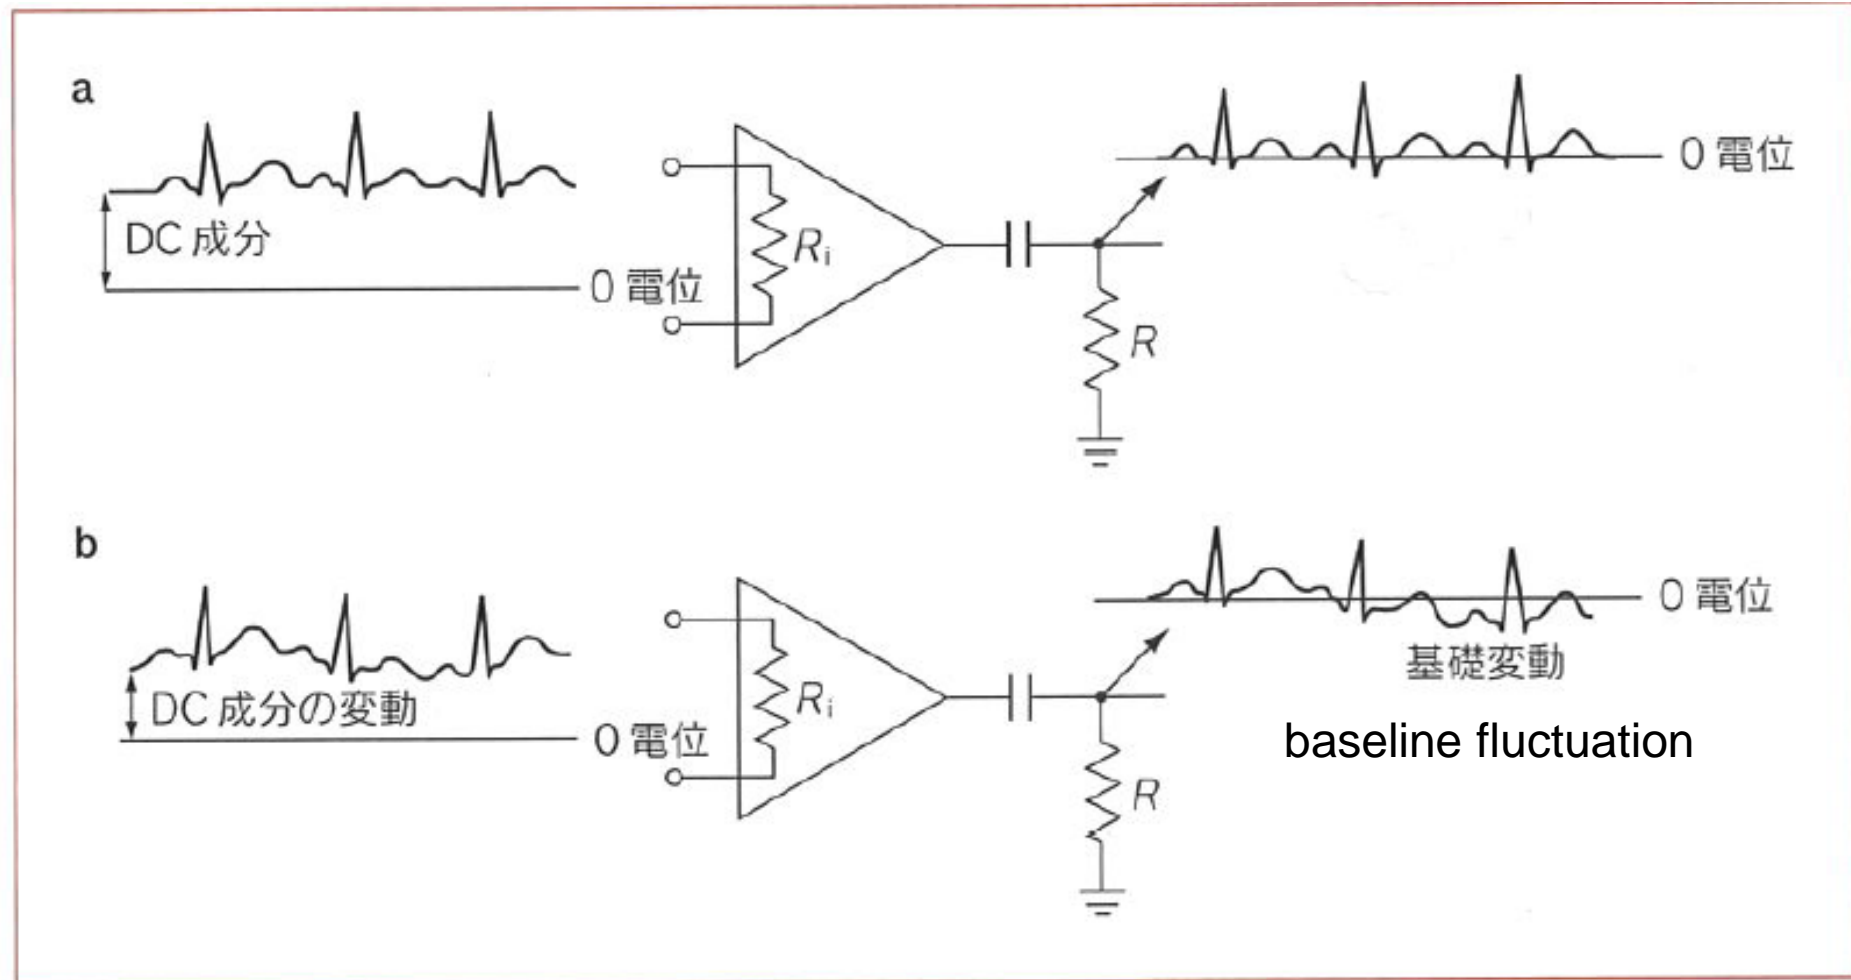 a
DC 成分
0 電位
Ri
R
0 電位
b
DC 成分の変動
0 電位
Ri
R
0 電位
基礎変動
baseline fluctuation